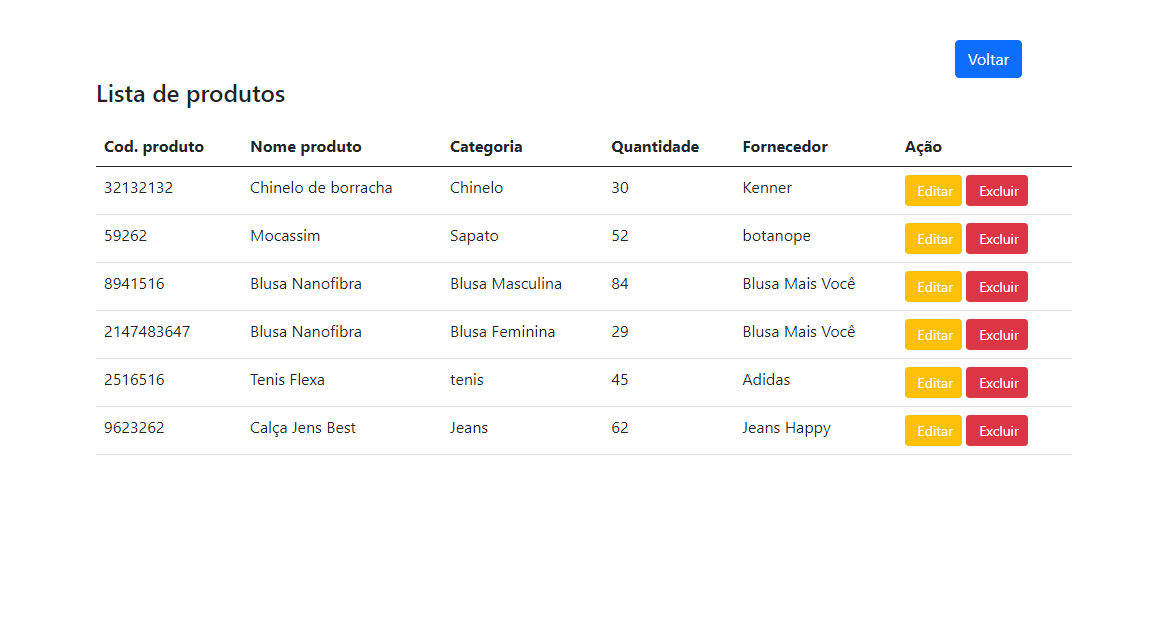 Voltar
Lista de produtos
Cod. produto Nome produto Categoria Quantidade Fornecedor Ação
32132132 Chinelo de borracha Chinelo 30 Kenner Editar Excluir
59262 Mocassim Sapato 52 botanope Editar Excluir
8941516 Blusa Nanofibra Blusa Masculina 84 Blusa Mais Você Editar Excluir
2147483647 Blusa Nanofibra Blusa Feminina 29 Blusa Mais Você Editar Excluir
2516516 Tenis Flexa tenis 45 Adidas Editar Excluir
9623262 Calça Jens Best Jeans 62 Jeans Happy Editar Excluir